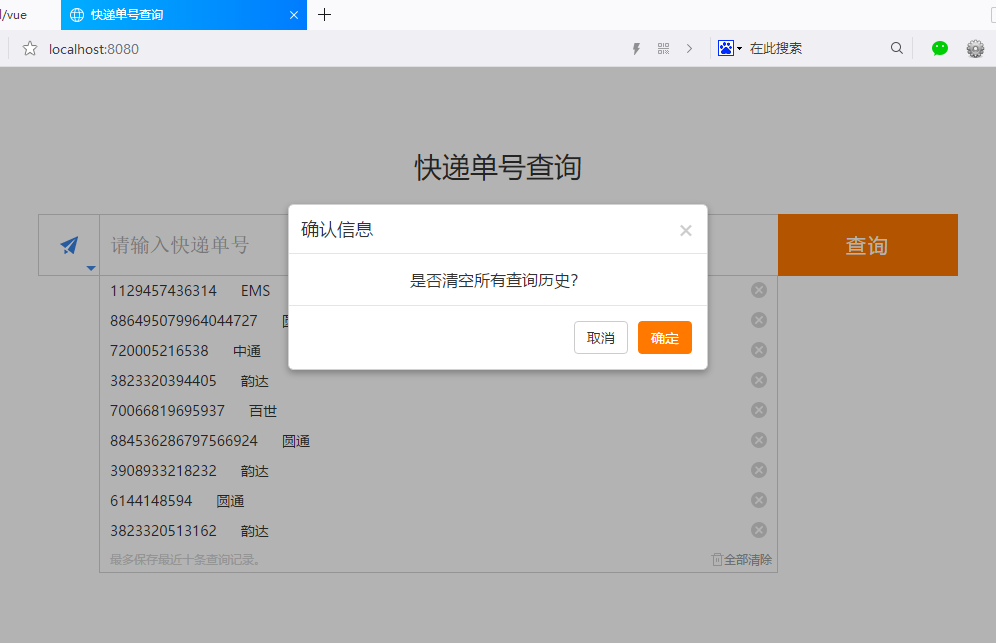 l/vue
快递单号查询
localhost:8080
在此搜索
快递单号查询
请输入快递单号
查询
确认信息
是否清空所有查询历史?
取消
确定
1129457436314 EMS
886495079964044727
720005216538 中通
3823320394405 韵达
70066819695937 百世
884536286797566924 圆通
3908933218232 韵达
6144148594 圆通
3823320513162 韵达
最多保存最近十条查询记录。
全部清除